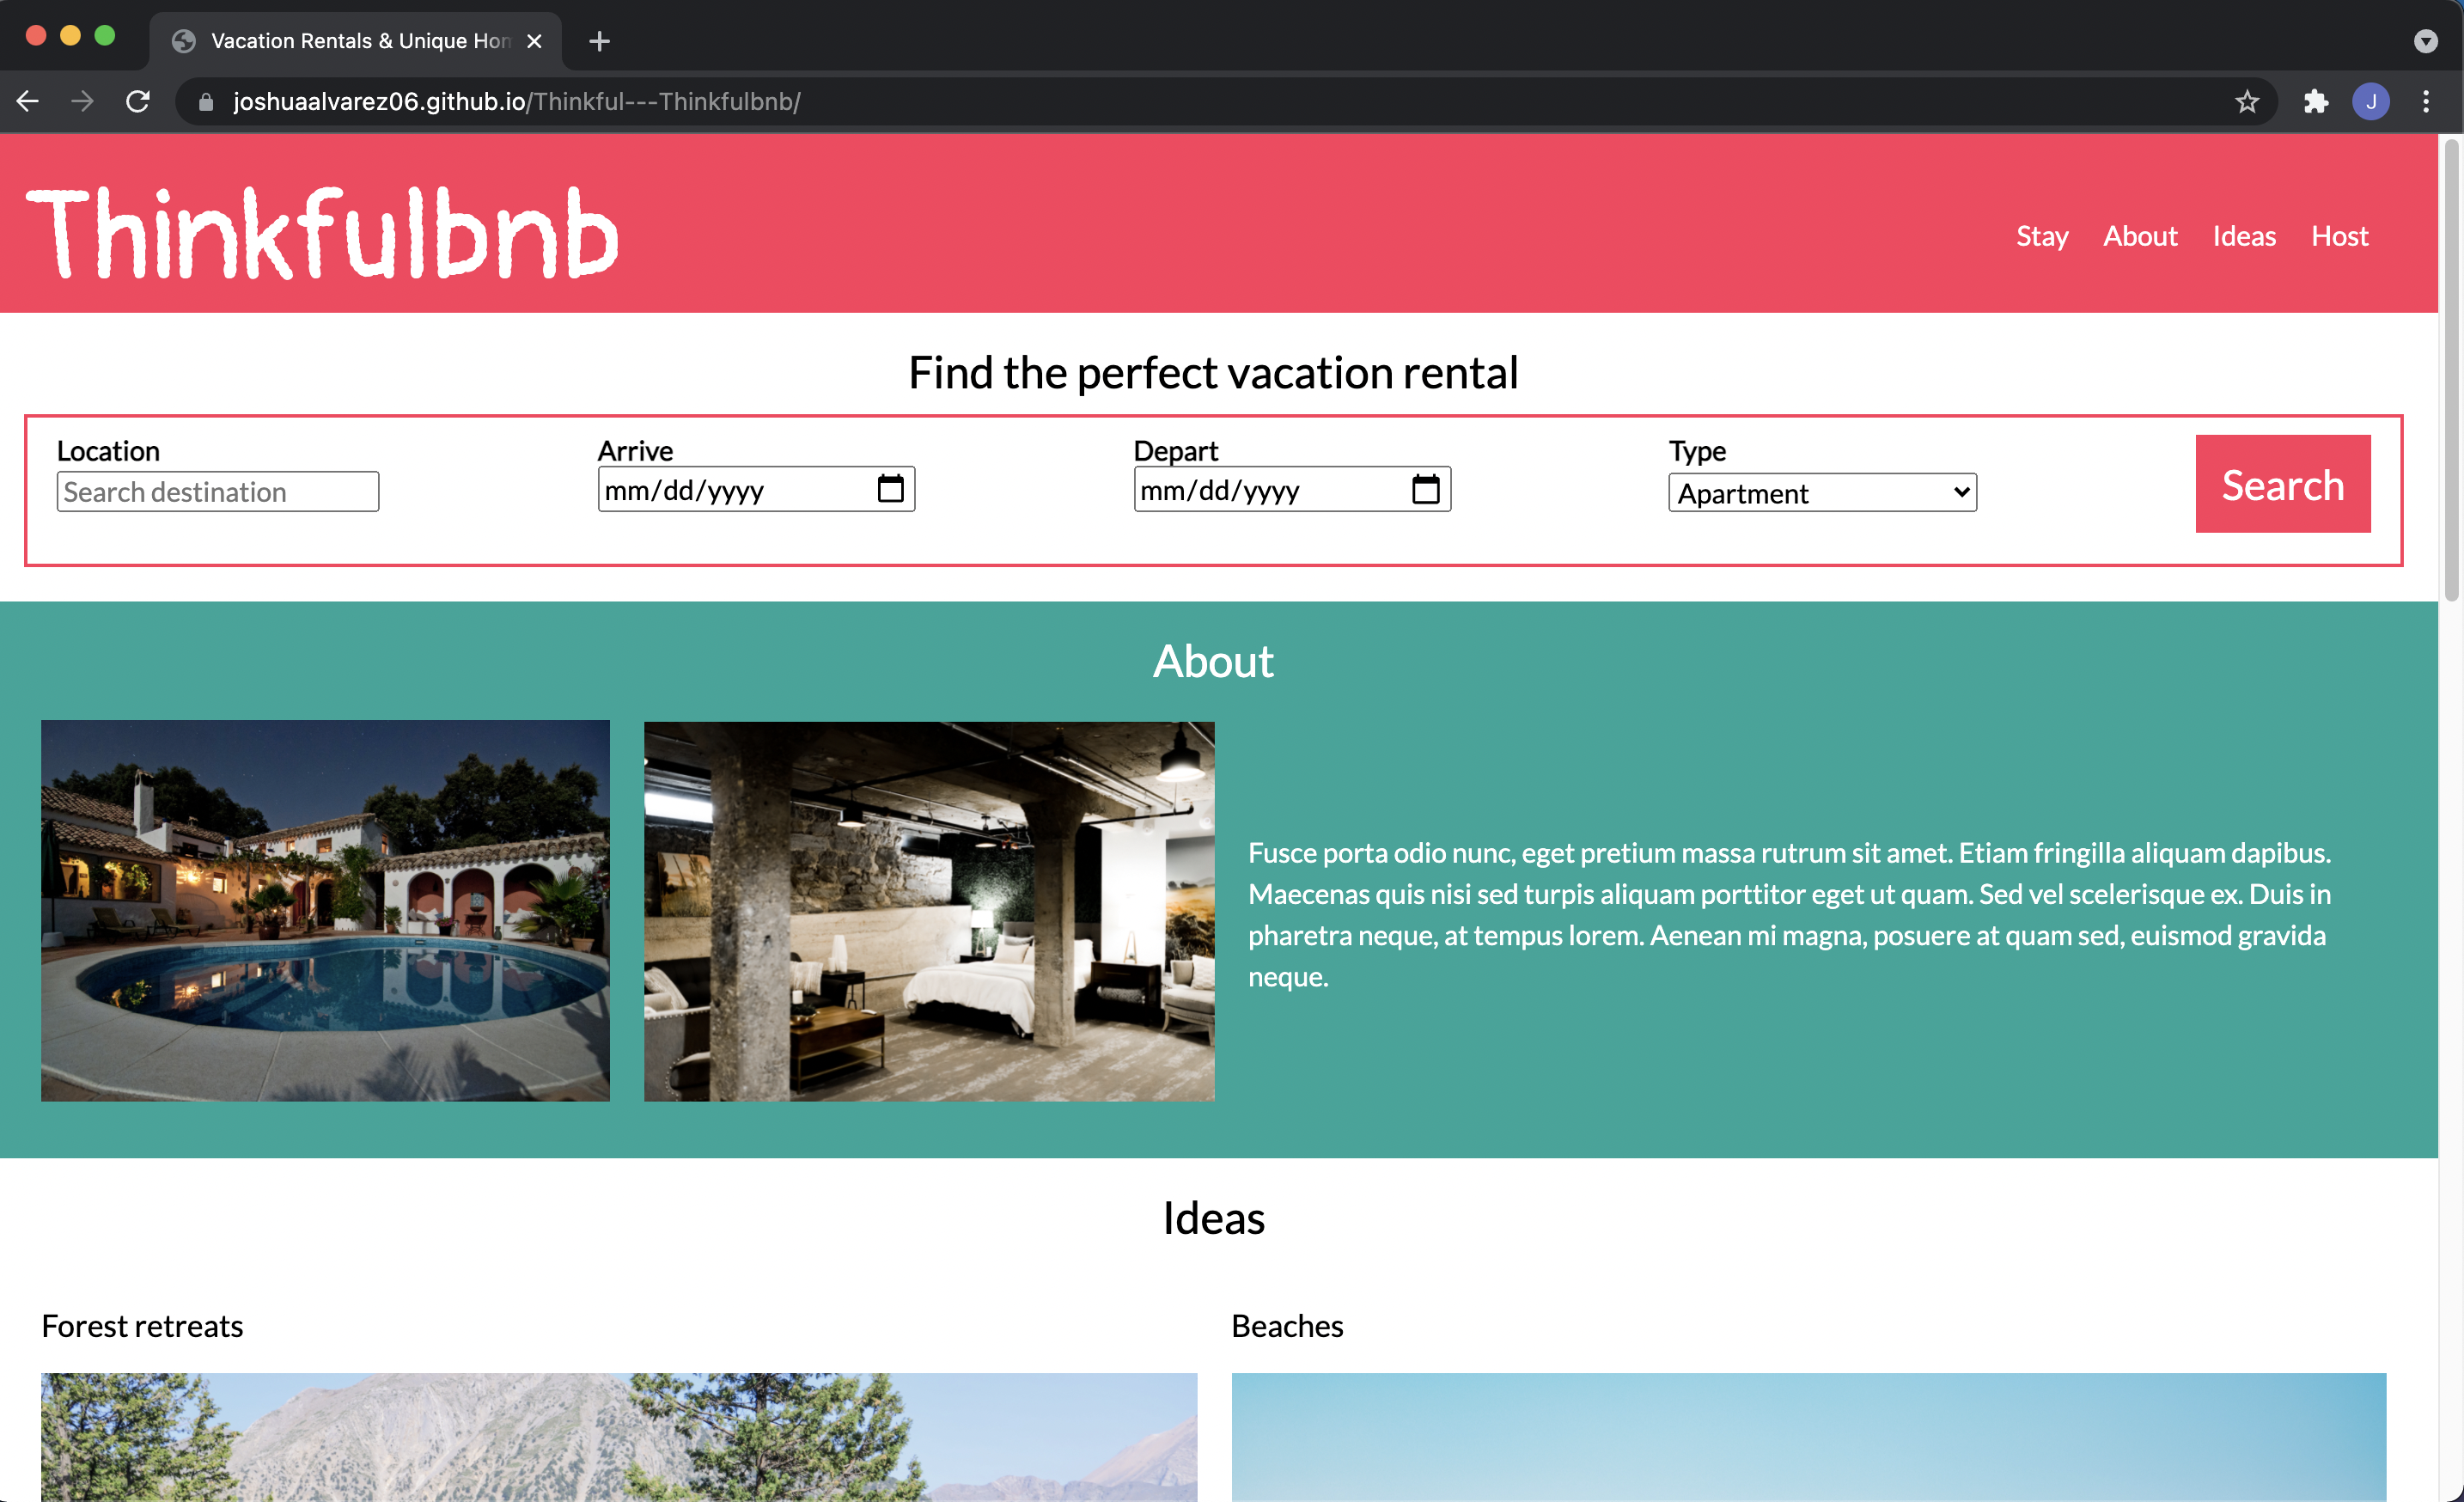 Vacation Rentals & Unique Hon
joshuaalvarez06.github.io/Thinkful---Thinkfulbnb/
J
Thinkfulbnb
Stay About Ideas Host
Find the perfect vacation rental
Location Arrive Depart Type
Search destination mm/dd/yyyy mm/dd/yyyy Apartment Search
About
Fusce porta odio nunc, eget pretium massa rutrum sit amet. Etiam fringilla aliquam dapibus.
Maecenas quis nisi sed turpis aliquam porttitor eget ut quam. Sed vel scelerisque ex. Duis in
pharetra neque, at tempus lorem. Aenean mi magna, posuere at quam sed, euismod gravida
neque.
Ideas
Forest retreats Beaches